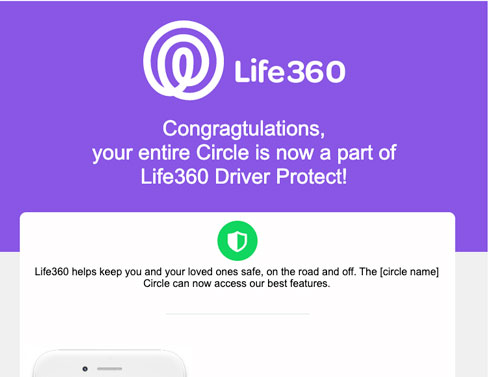 Life360
Congragtulations,
your entire Circle is now a part of
Life360 Driver Protect!
Life360 helps keep you and your loved ones safe, on the road and off. The [circle name]
Circle can now access our best features.